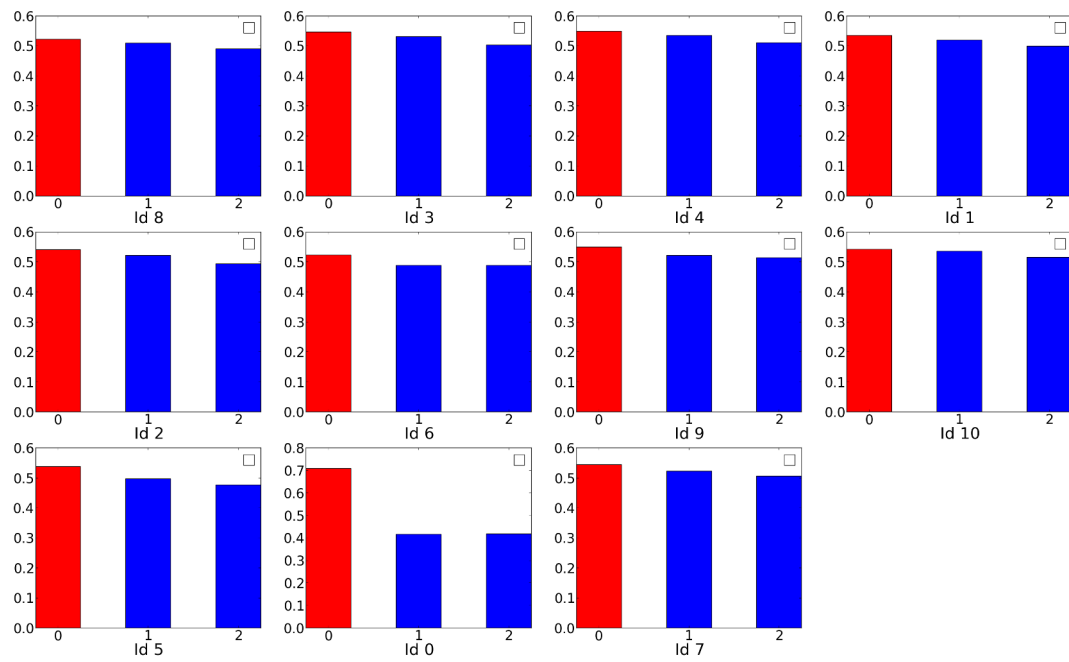 0.6 0.6 0.6 0.6
0.5 0.5 0.5 0.5
0.4 0.4 0.4 0.4
0.3 0.3 0.3 0.3
0.2 0.2 0.2 0.2
0.1 0.1 0.1 0.1
0.0 0.0 0.0 0.0
0 1 2 0 1 2 0 1 2 0 1 2
Id 8 Id 3 Id 4 Id 1
0.6 0.6 0.6 0.6
0.5 0.5 0.5 0.5
0.4 0.4 0.4 0.4
0.3 0.3 0.3 0.3
0.2 0.2 0.2 0.2
0.1 0.1 0.1 0.1
0.0 0.0 0.0 0.0
0 1 2 0 1 2 0 1 2 0 1 2
Id 2 Id 6 Id 9 Id 10
0.6 0.8 0.6
0.7
0.5 0.5
0.6
0.4 0.5 0.4
0.3 0.4 0.3
0.3
0.2 0.2
0.2
0.1 0.1 0.1
0.0 0.0 0.0
0 1 2 0 1 2 0 1 2
Id 5 Id 0 Id 7